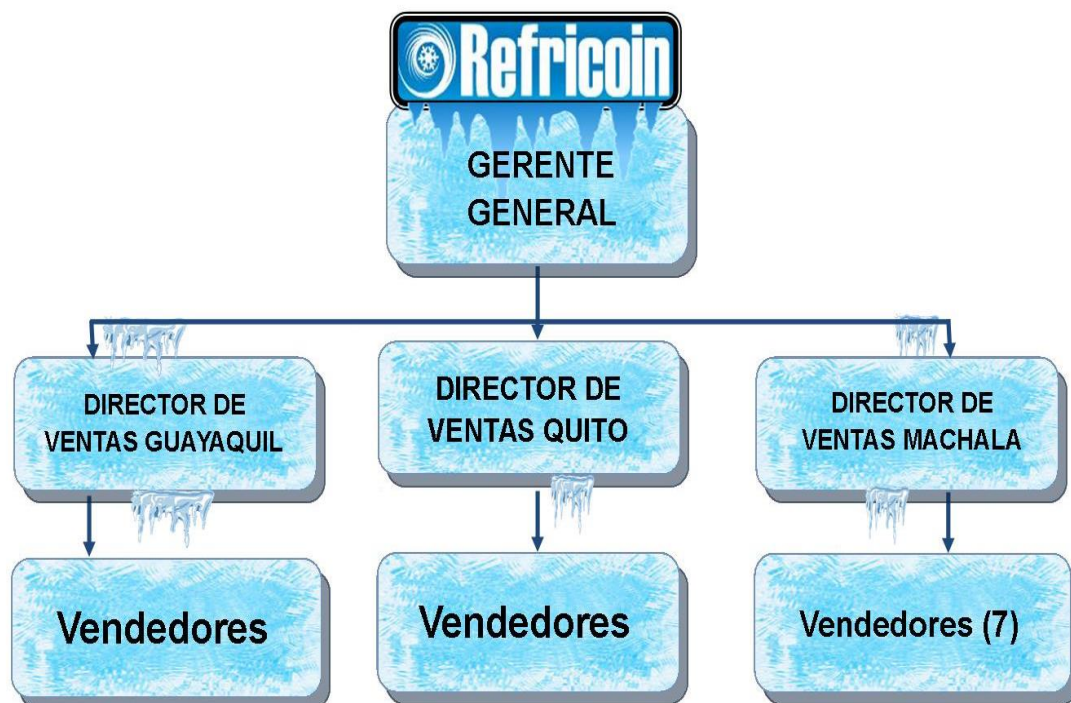 Refricoin
GERENTE
GENERAL
DIRECTOR DE
VENTAS GUAYAQUIL
DIRECTOR DE
VENTAS QUITO
DIRECTOR DE
VENTAS MACHALA
Vendedores
Vendedores
Vendedores (7)